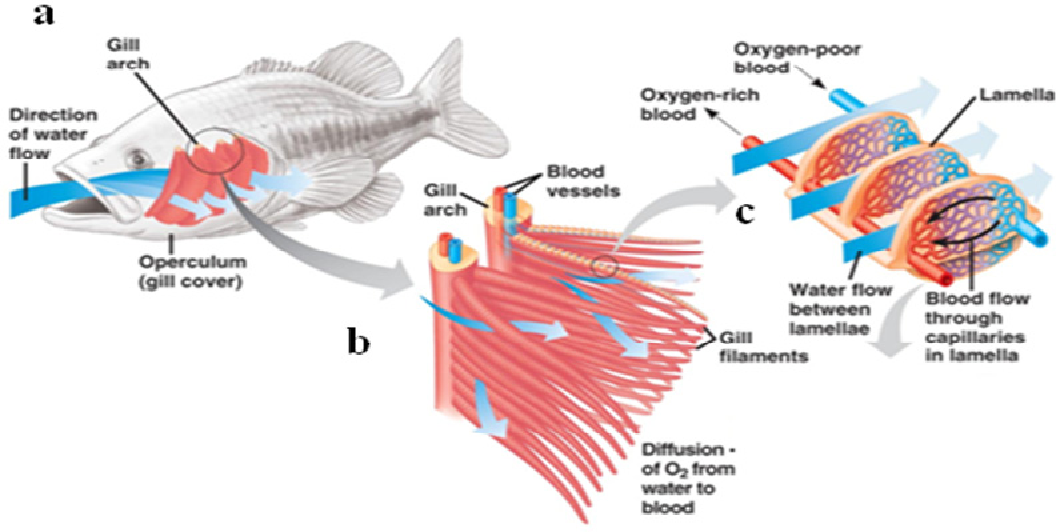 a
Gill
arch
Direction
of water
flow
Operculum
(gill cover)
b
Gill
arch
Blood
vessels
Gill
filaments
Diffusion -
of O₂ from
water to
blood
c
Oxygen-poor
blood
Oxygen-rich
blood
Lamella
Water flow
between
lamellae
Blood flow
through
capillaries
in lamella